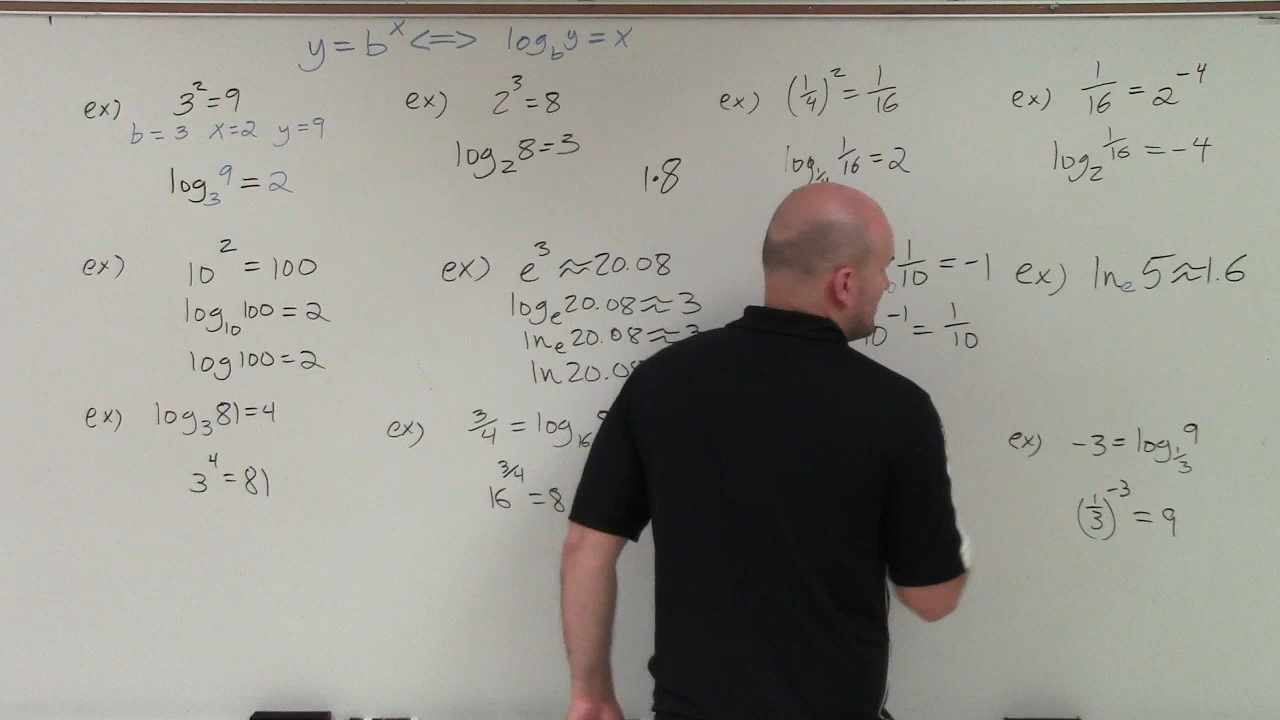 y = b^x <=> log_b y = x
ex) 3^2 = 9
b = 3 x = 2 y = 9
log_3 9 = 2
ex) 2^3 = 8
log_2 8 = 3
1.8
ex) (1/4)^2 = 1/16
log_1/4 1/16 = 2
ex) 1/16 = 2^-4
log_2 1/16 = -4
ex) 10^2 = 100
log_10 100 = 2
log 100 = 2
ex) e^3 ≈ 20.08
log_e 20.08 ≈ 3
ln_e 20.08 ≈ 3
ln 20.08
1/10 = -1
10^-1 = 1/10
ex) ln_e 5 ≈ 1.6
ex) log_3 81 = 4
3^4 = 81
ex) 3/4 = log_16 8
16^3/4 = 8
ex) -3 = log_1/3 9
(1/3)^-3 = 9